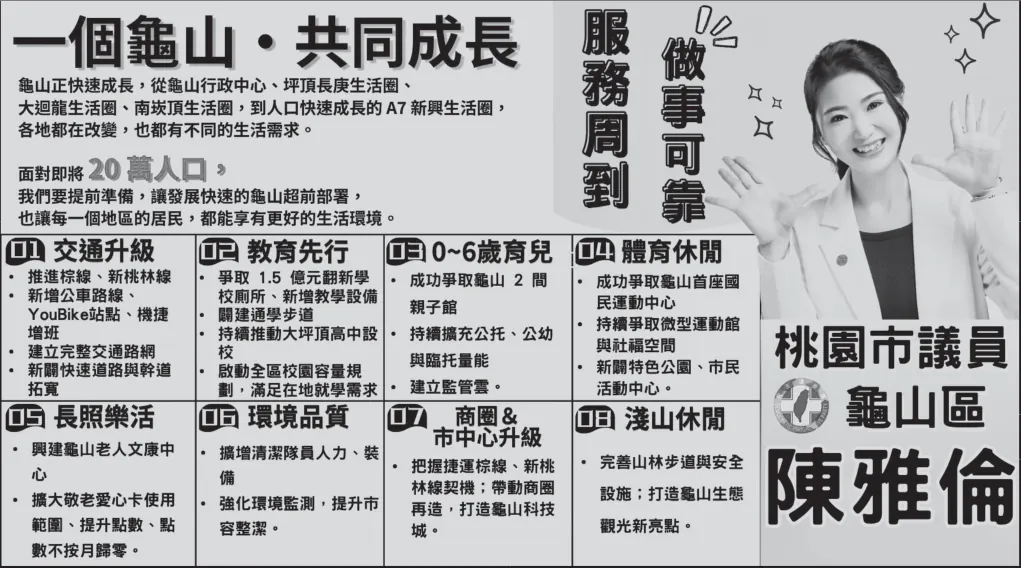 一個龜山・共同成長
龜山正快速成長，從龜山行政中心、坪頂長庚生活圈、
大迴龍生活圈、南崁頂生活圈，到人口快速成長的 A7 新興生活圈，
各地都在改變，也都有不同的生活需求。
面對即將 20 萬人口，
我們要提前準備，讓發展快速的龜山超前部署，
也讓每一個地區的居民，都能享有更好的生活環境。
服務周到
做事可靠
01 交通升級
• 推進棕線、新桃林線
• 新增公車路線、
YouBike站點、機捷
增班
• 建立完整交通路網
• 新闢快速道路與幹道
拓寬
02 教育先行
• 爭取 1.5 億元翻新學
校廁所、新增教學設備
• 闢建通學步道
• 持續推動大坪頂高中設
校
• 啟動全區校園容量規
劃，滿足在地就學需求
03 0~6歲育兒
• 成功爭取龜山 2 間
親子館
• 持續擴充公托、公幼
與臨托量能
• 建立監管雲。
04 體育休閒
• 成功爭取龜山首座國
民運動中心
• 持續爭取微型運動館
與社福空間
• 新闢特色公園、市民
活動中心。
05 長照樂活
• 興建龜山老人文康中
心
• 擴大敬老愛心卡使用
範圍、提升點數、點
數不按月歸零。
06 環境品質
• 擴增清潔隊員人力、裝
備
• 強化環境監測，提升市
容整潔。
07 商圈＆
市中心升級
• 把握捷運棕線、新桃
林線契機；帶動商圈
再造，打造龜山科技
城。
08 淺山休閒
• 完善山林步道與安全
設施；打造龜山生態
觀光新亮點。
桃園市議員
龜山區
陳雅倫